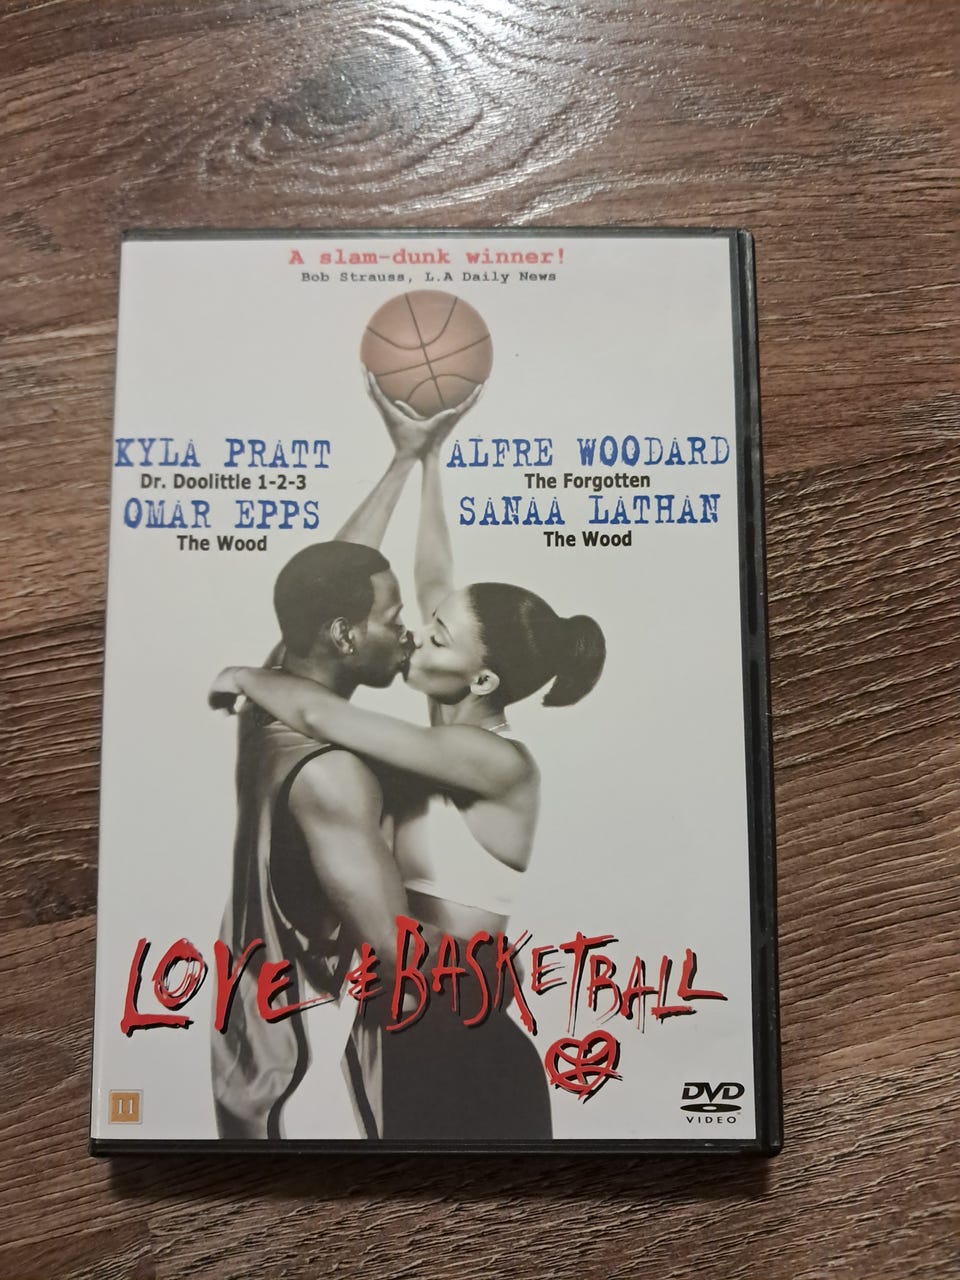 A slam-dunk winner!
Bob Strauss, L.A Daily News
KYLA PRATT
Dr. Doolittle 1-2-3
OMAR EPPS
The Wood
ALFRE WOODARD
The Forgotten
SANAA LATHAN
The Wood
LOVE & BASKETBALL
11
DVD
VIDEO